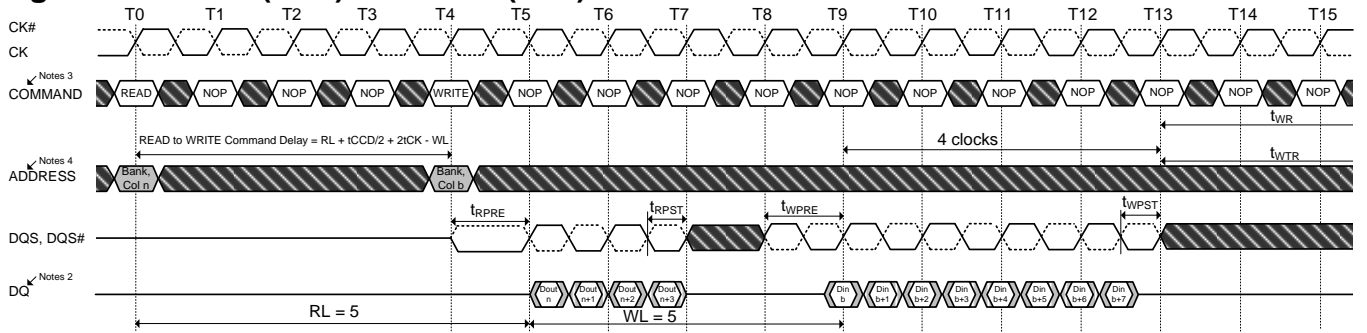 T0 T1 T2 T3 T4 T5 T6 T7 T8 T9 T10 T11 T12 T13 T14 T15
CK#
CK
Notes 3
COMMAND READ NOP NOP NOP WRITE NOP NOP NOP NOP NOP NOP NOP NOP NOP NOP NOP
tWR
READ to WRITE Command Delay = RL + tCCD/2 + 2tCK - WL
4 clocks
tWTR
Notes 4
ADDRESS
Bank, Col n
Bank, Col b
tRPRE tRPST tWPRE tWPST
DQS, DQS#
Notes 2
DQ
Dout n
Dout n+1
Dout n+2
Dout n+3
Din b
Din b+1
Din b+2
Din b+3
Din b+4
Din b+5
Din b+6
Din b+7
RL = 5 WL = 5